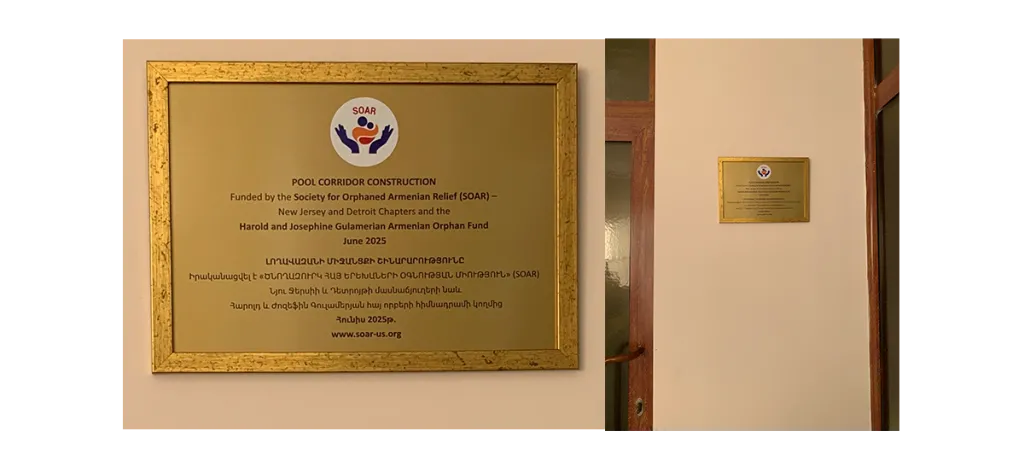 SOAR
POOL CORRIDOR CONSTRUCTION
Funded by the Society for Orphaned Armenian Relief (SOAR) –
New Jersey and Detroit Chapters and the
Harold and Josephine Gulamerian Armenian Orphan Fund
June 2025
ԼՈՂԱՎԱԶԱՆԻ ՄԻՋԱՆՑՔԻ ՇԻՆԱՐԱՐՈՒԹՅՈՒՆԸ
Իրականացվել է «ԾՆՈՂԱԶՈՒՐԿ ՀԱՅ ԵՐԵԽԱՆԵՐԻ ՕԳՆՈՒԹՅԱՆ ՄԻՈՒԹՅՈՒՆ» (SOAR)
Նյու Ջերսիի և Դետրոյթի մասնաճյուղերի նաև
Հարոլդ և Ժոզեֆին Գուլամերյան հայ որբերի հիմնադրամի կողմից
Հունիս 2025թ.
www.soar-us.org